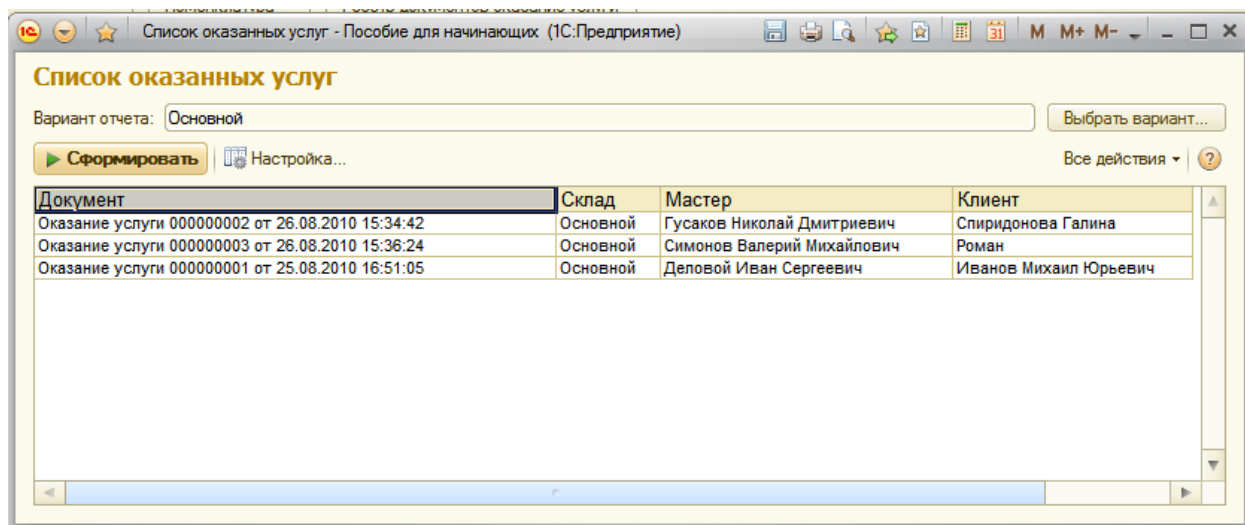 Список оказанных услуг - Пособие для начинающих (1С:Предприятие)
31 M M+ M-
Список оказанных услуг
Вариант отчета: Основной Выбрать вариант...
Сформировать Настройка... Все действия ?
Документ Склад Мастер Клиент
Оказание услуги 000000002 от 26.08.2010 15:34:42 Основной Гусаков Николай Дмитриевич Спиридонова Галина
Оказание услуги 000000003 от 26.08.2010 15:36:24 Основной Симонов Валерий Михайлович Роман
Оказание услуги 000000001 от 25.08.2010 16:51:05 Основной Деловой Иван Сергеевич Иванов Михаил Юрьевич